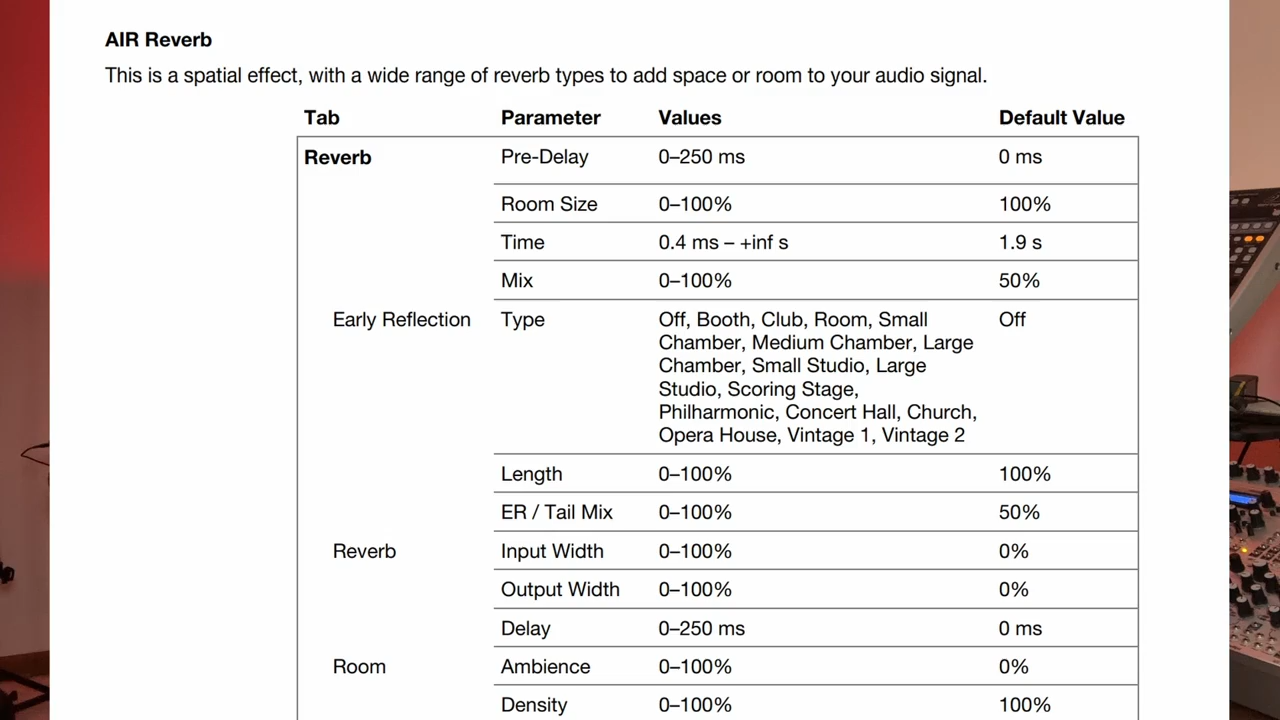 AIR Reverb
This is a spatial effect, with a wide range of reverb types to add space or room to your audio signal.
Tab Parameter Values Default Value
Reverb Pre-Delay 0–250 ms 0 ms
Room Size 0–100% 100%
Time 0.4 ms – +inf s 1.9 s
Mix 0–100% 50%
Early Reflection Type Off, Booth, Club, Room, Small Off
Chamber, Medium Chamber, Large
Chamber, Small Studio, Large
Studio, Scoring Stage,
Philharmonic, Concert Hall, Church,
Opera House, Vintage 1, Vintage 2
Length 0–100% 100%
ER / Tail Mix 0–100% 50%
Reverb Input Width 0–100% 0%
Output Width 0–100% 0%
Delay 0–250 ms 0 ms
Room Ambience 0–100% 0%
Density 0–100% 100%